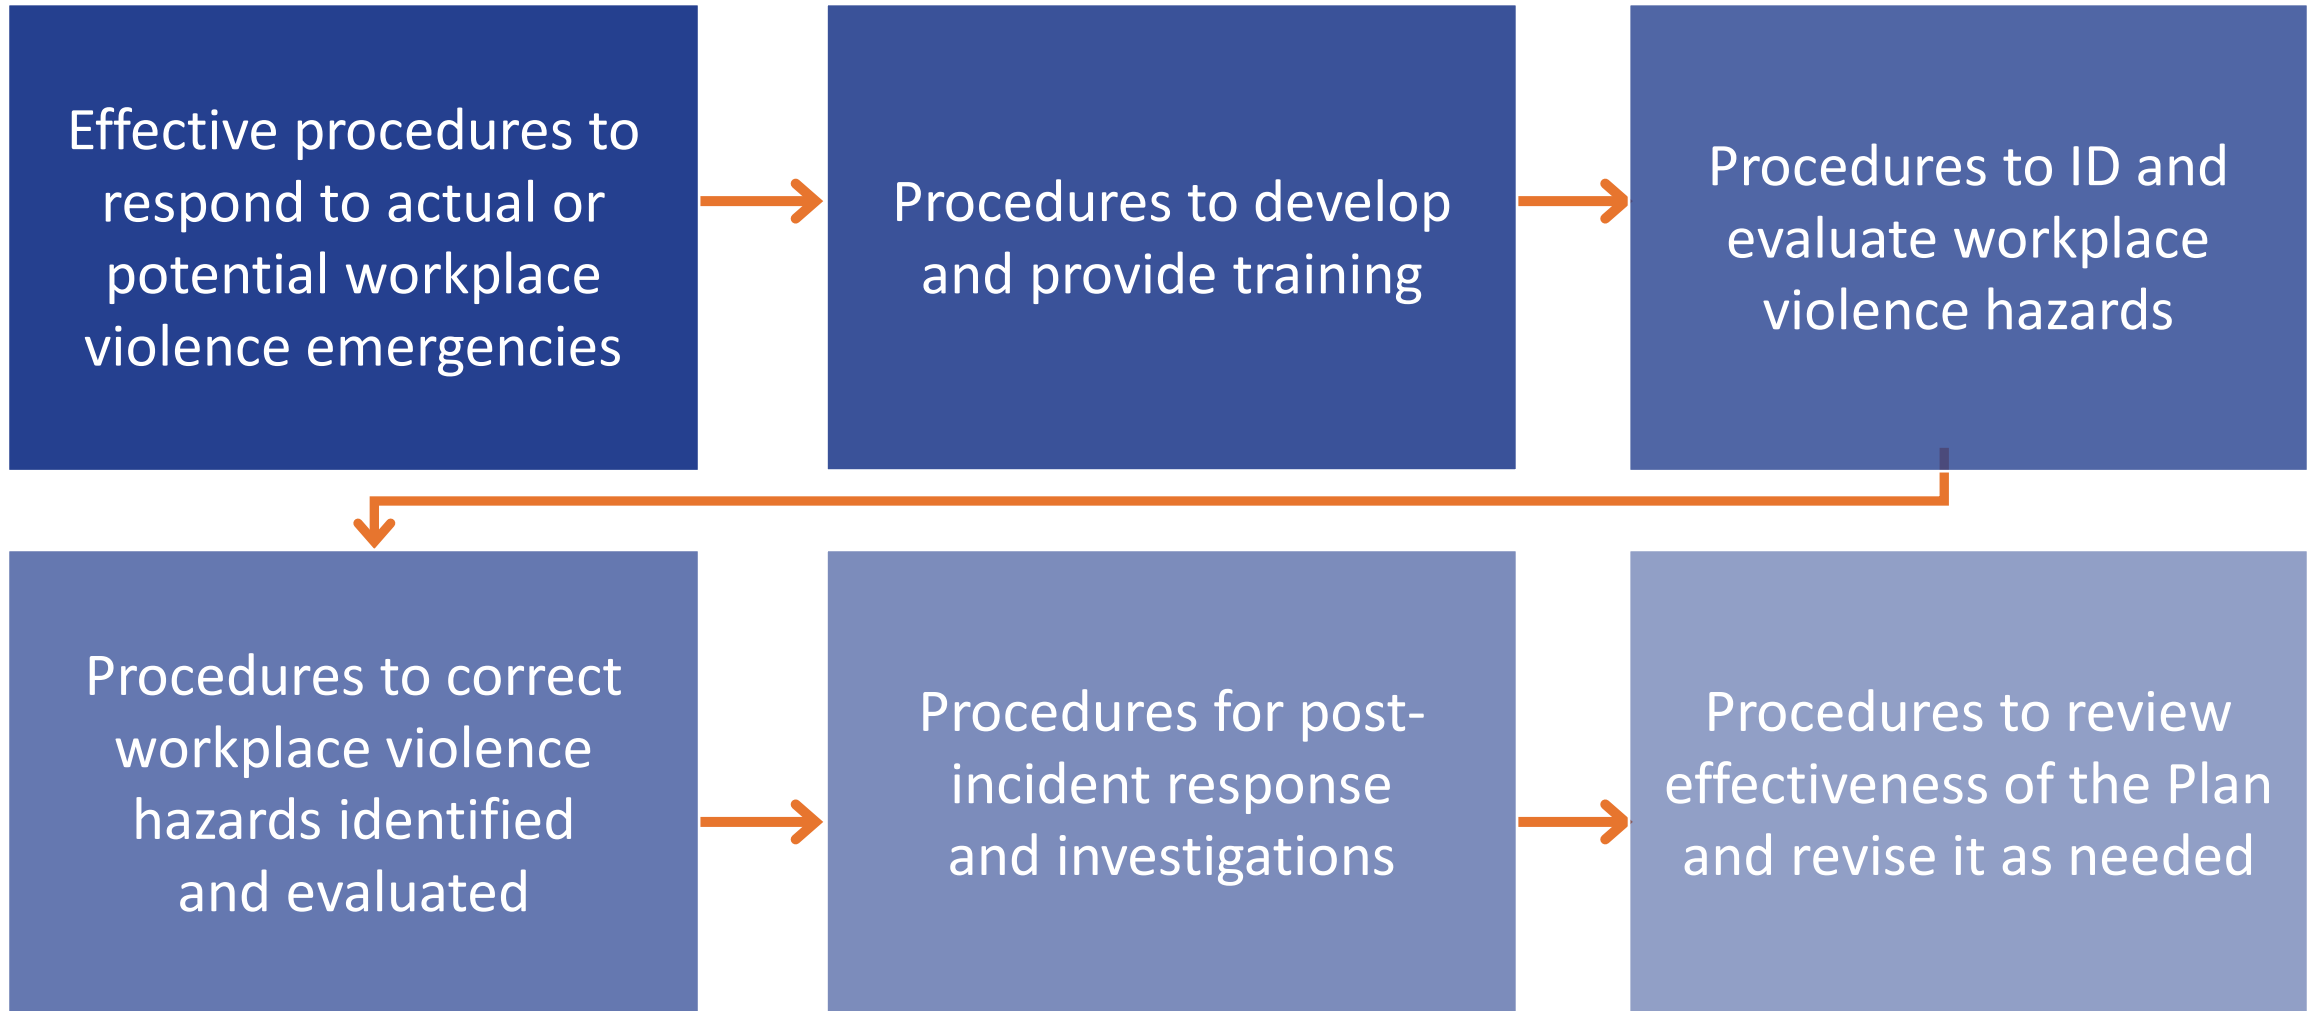 Effective procedures to
respond to actual or
potential workplace
violence emergencies
Procedures to develop
and provide training
Procedures to ID and
evaluate workplace
violence hazards
Procedures to correct
workplace violence
hazards identified
and evaluated
Procedures for post-
incident response
and investigations
Procedures to review
effectiveness of the Plan
and revise it as needed